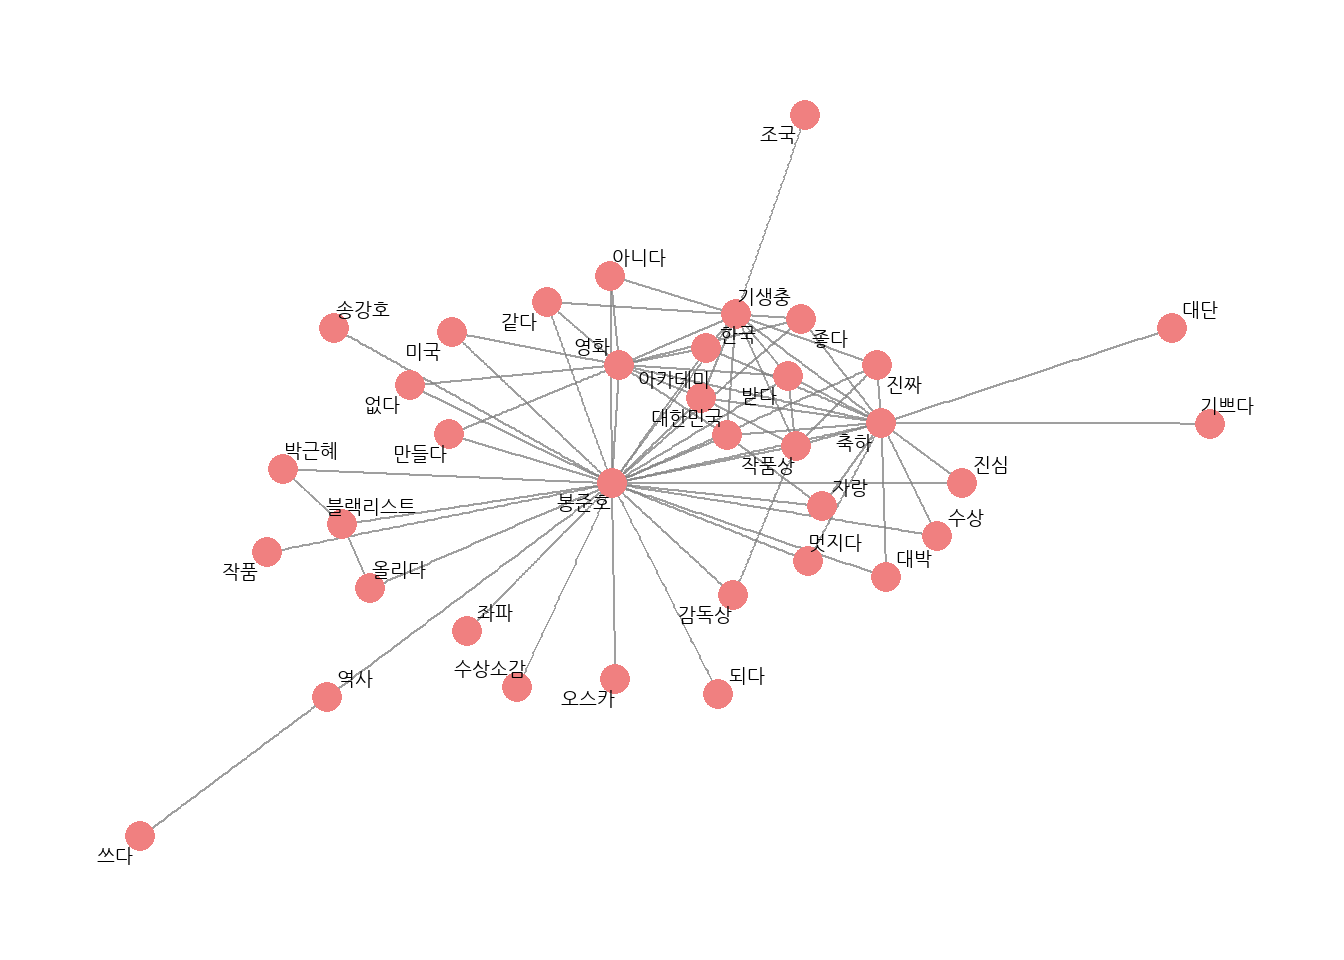 조국
아니다
기생충
송강호
대단
같다
한국
좋다
영화
미국
아카데미
진짜
받다
없다
기쁘다
대한민국
축하
박근혜
만들다
작품상
진심
자랑
봉준호
블랙리스트
수상
멋지다
대박
작품
올리다
좌파
감독상
수상소감
되다
역사
오스카
쓰다